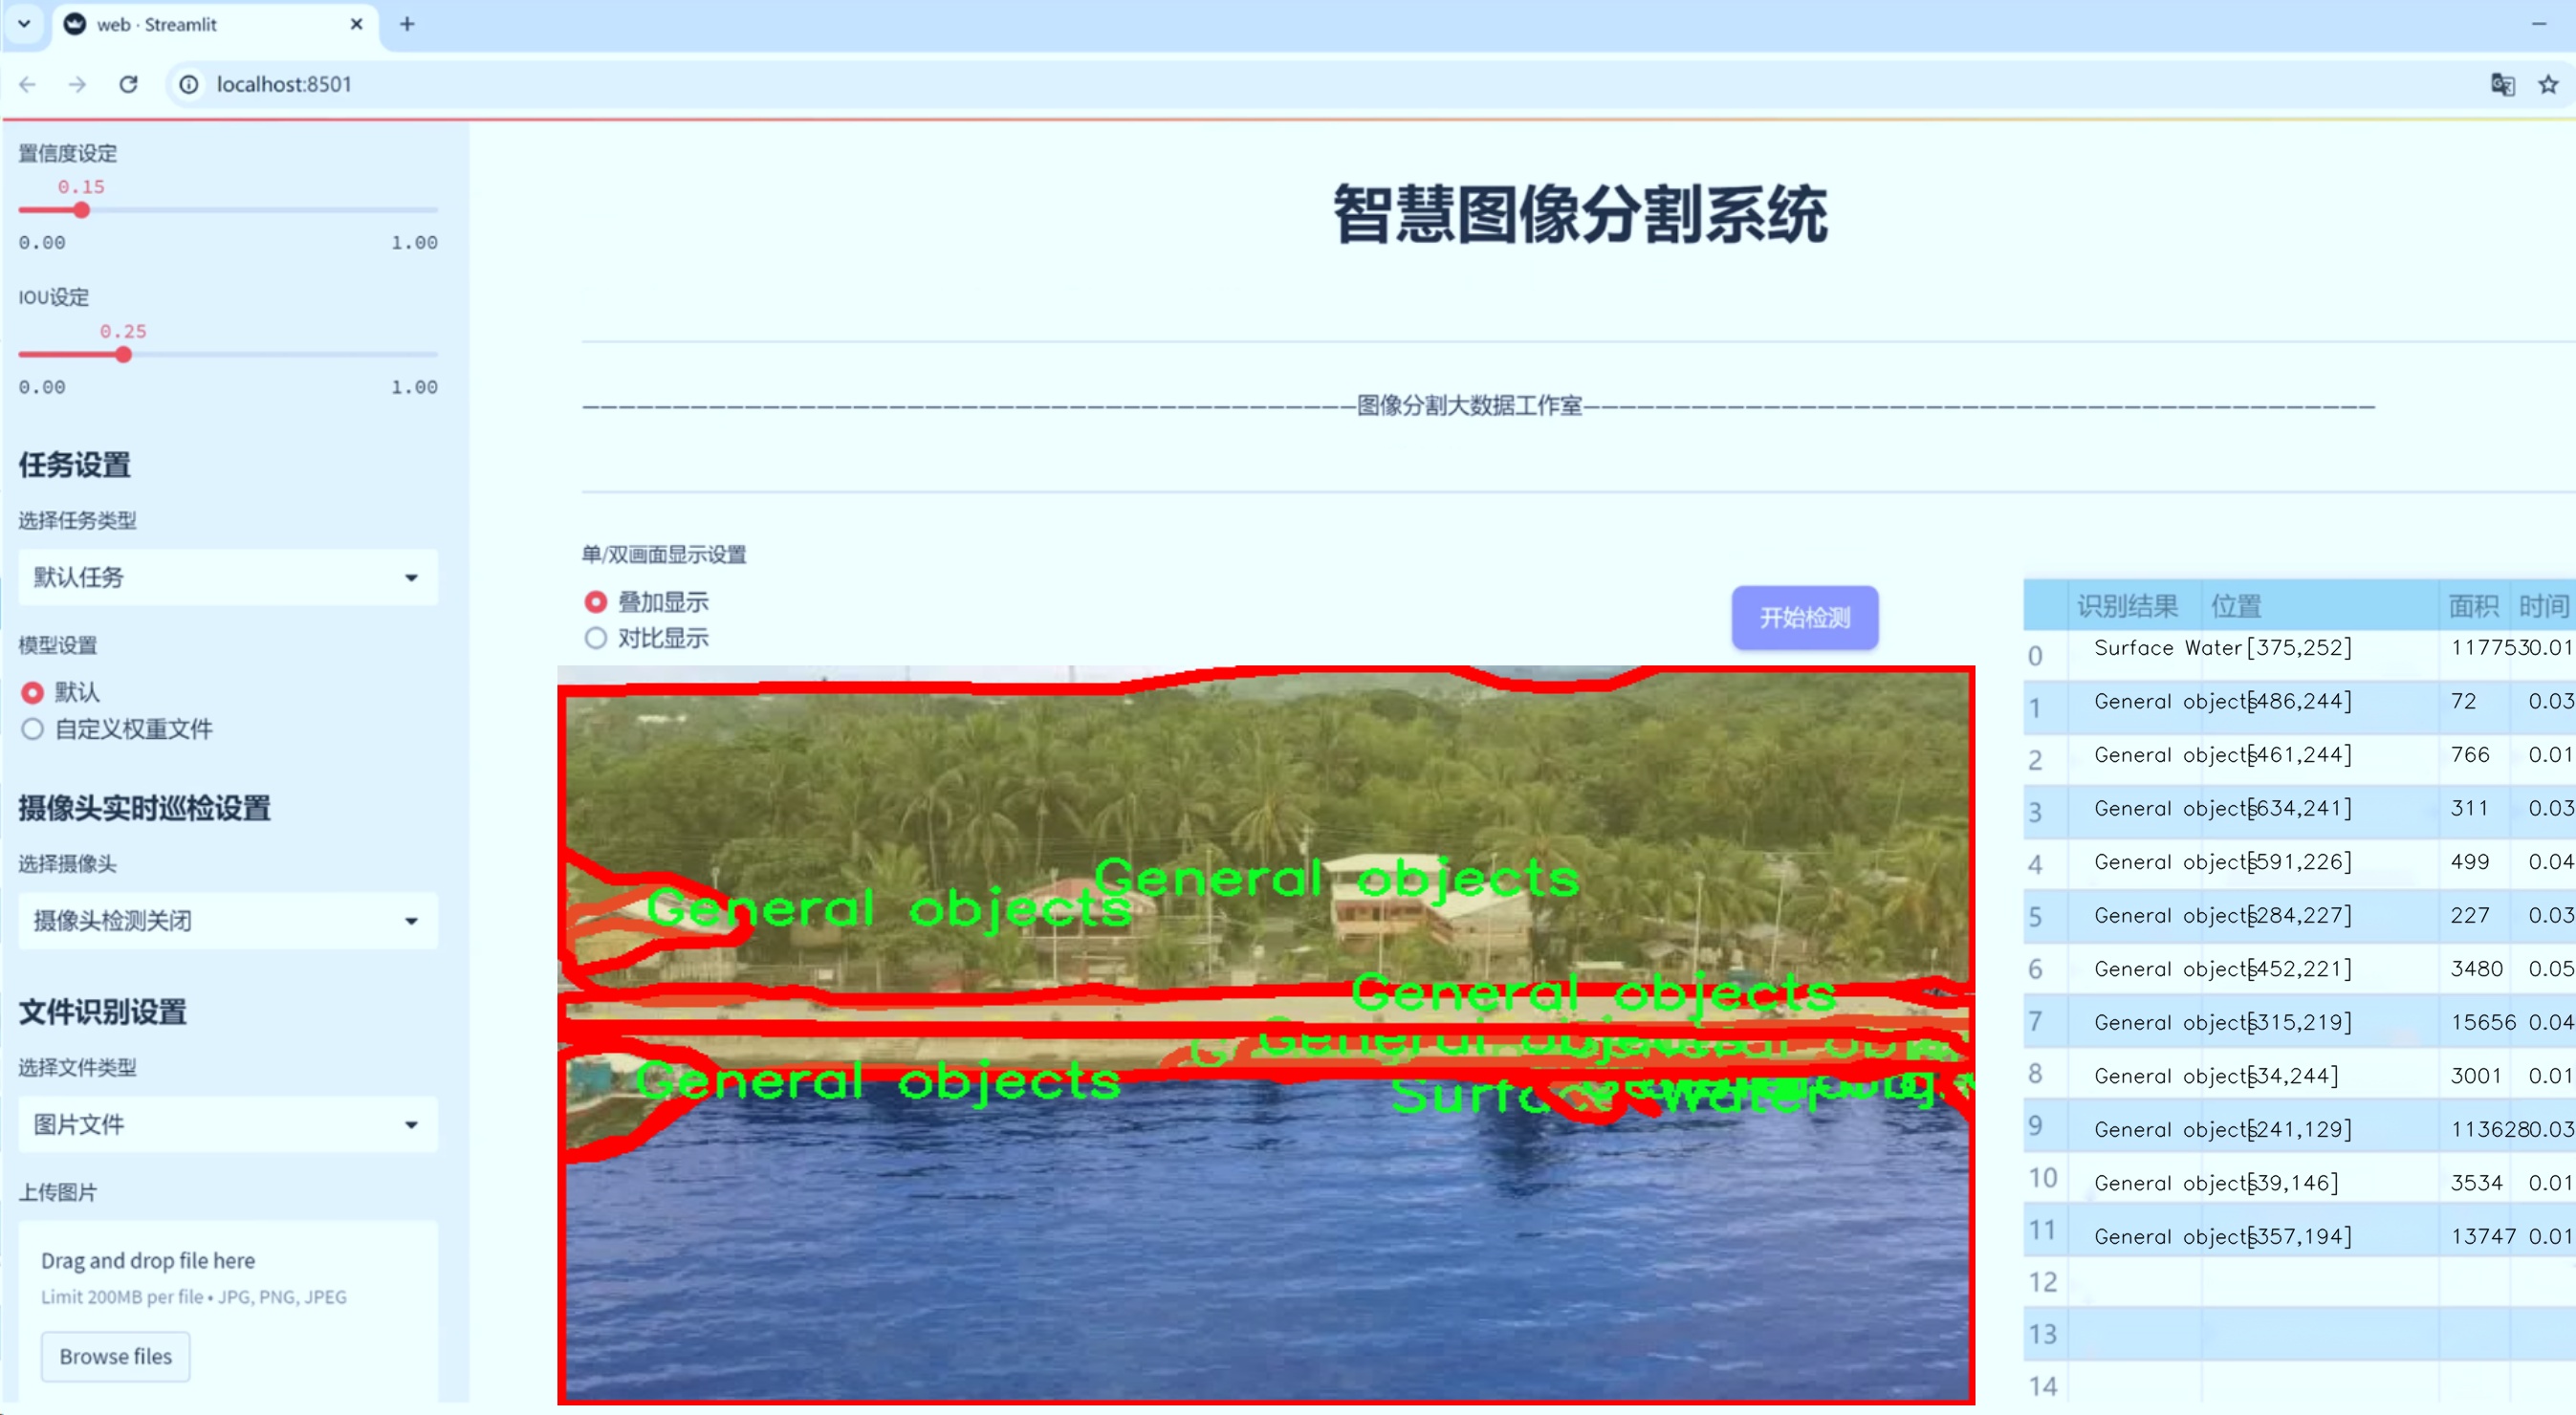 web · Streamlit
localhost:8501
置信度设定
0.15
0.00 1.00
IOU设定
0.25
0.00 1.00
任务设置
选择任务类型
默认任务
模型设置
默认
自定义权重文件
摄像头实时巡检设置
选择摄像头
摄像头检测关闭
文件识别设置
选择文件类型
图片文件
上传图片
Drag and drop file here
Limit 200MB per file • JPG, PNG, JPEG
Browse files
智慧图像分割系统
图像分割大数据工作室
单/双画面显示设置
叠加显示
对比显示
开始检测
General objects
General objects
General objects
General objects
General objects
Surface Water
识别结果 位置 面积 时间
0 Surface Water [375,252] 117753 0.01
1 General objects [486,244] 72 0.03
2 General objects [461,244] 766 0.01
3 General objects [634,241] 311 0.03
4 General objects [591,226] 499 0.04
5 General objects [284,227] 227 0.03
6 General objects [452,221] 3480 0.05
7 General objects [315,219] 15656 0.04
8 General objects [34,244] 3001 0.01
9 General objects [241,129] 113628 0.03
10 General objects [39,146] 3534 0.01
11 General objects [357,194] 13747 0.01
12
13
14